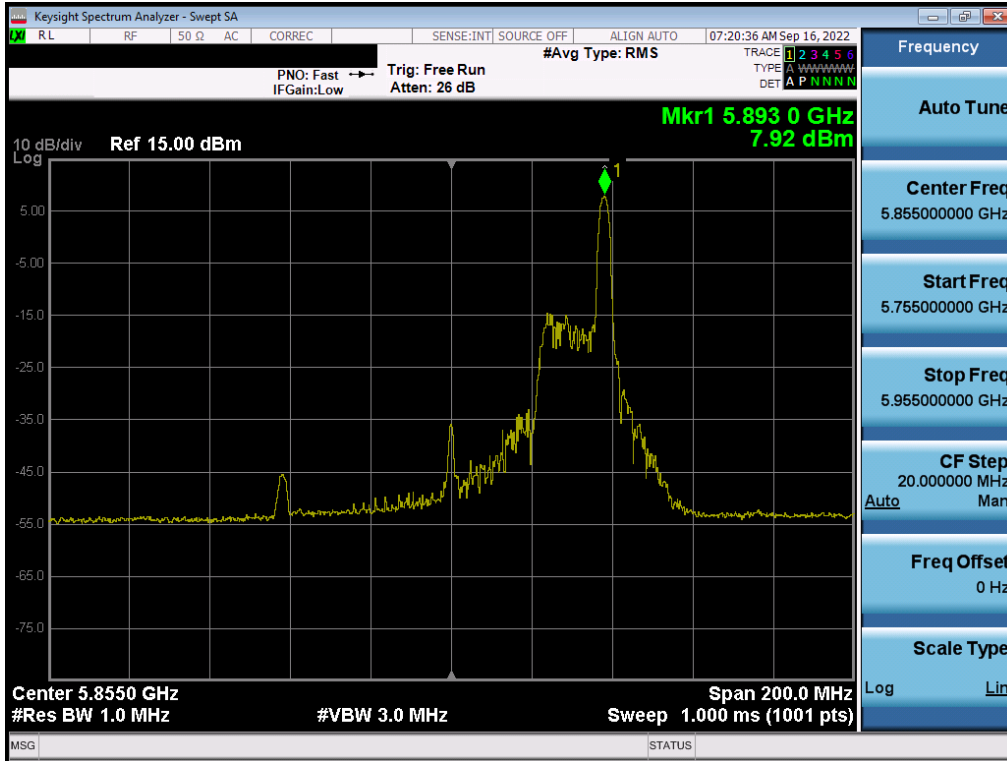 Keysight Spectrum Analyzer - Swept SA
LXI RL RF 50 Ω AC CORREC SENSE:INT SOURCE OFF ALIGN AUTO 07:20:36 AM Sep 16, 2022
#Avg Type: RMS
TRACE 1 2 3 4 5 6
TYPE A WWWWW
DET A P N N N N
PNO: Fast
IFGain:Low
Trig: Free Run
Atten: 26 dB
Mkr1 5.893 0 GHz
7.92 dBm
10 dB/div Ref 15.00 dBm
Log
1
5.00
-5.00
-15.0
-25.0
-35.0
-45.0
-55.0
-65.0
-75.0
Center 5.8550 GHz Span 200.0 MHz
#Res BW 1.0 MHz #VBW 3.0 MHz Sweep 1.000 ms (1001 pts)
MSG STATUS
Frequency
Auto Tune
Center Freq
5.855000000 GHz
Start Freq
5.755000000 GHz
Stop Freq
5.955000000 GHz
CF Step
20.000000 MHz
Auto Man
Freq Offset
0 Hz
Scale Type
Log Lin